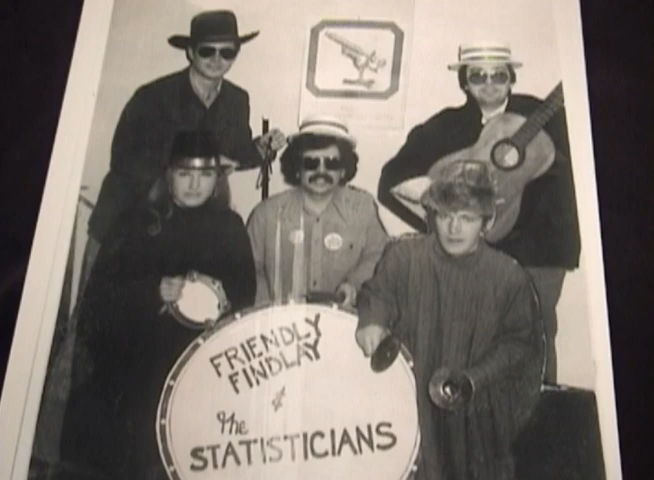 FRIENDLY
FINDLAY
&
The
STATISTICIANS